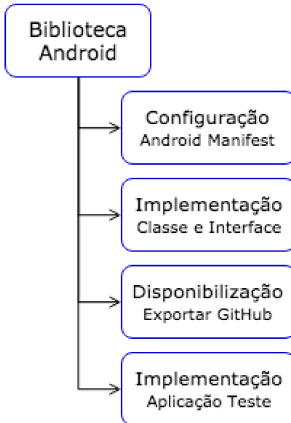 Biblioteca
Android
Configuração
Android Manifest
Implementação
Classe e Interface
Disponibilização
Exportar GitHub
Implementação
Aplicação Teste